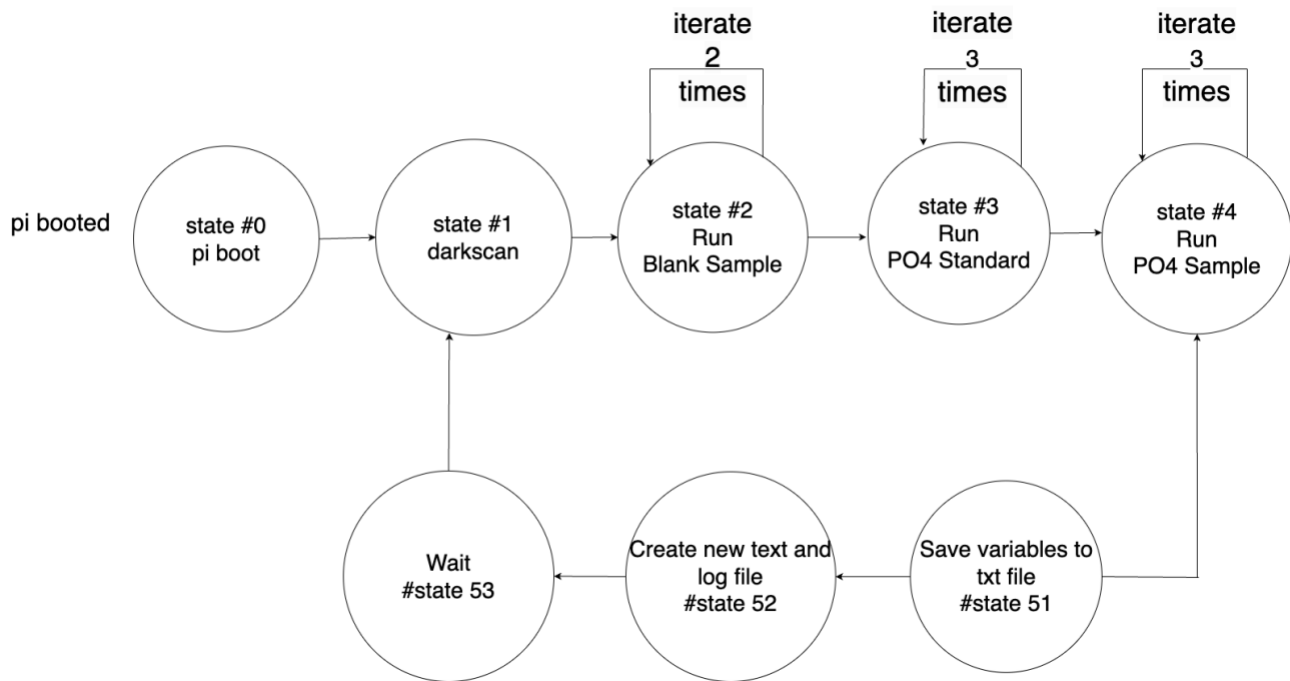 iterate
2
times
iterate
3
times
iterate
3
times
pi booted
state #0
pi boot
state #1
darkscan
state #2
Run
Blank Sample
state #3
Run
PO4 Standard
state #4
Run
PO4 Sample
Wait
#state 53
Create new text and
log file
#state 52
Save variables to
txt file
#state 51